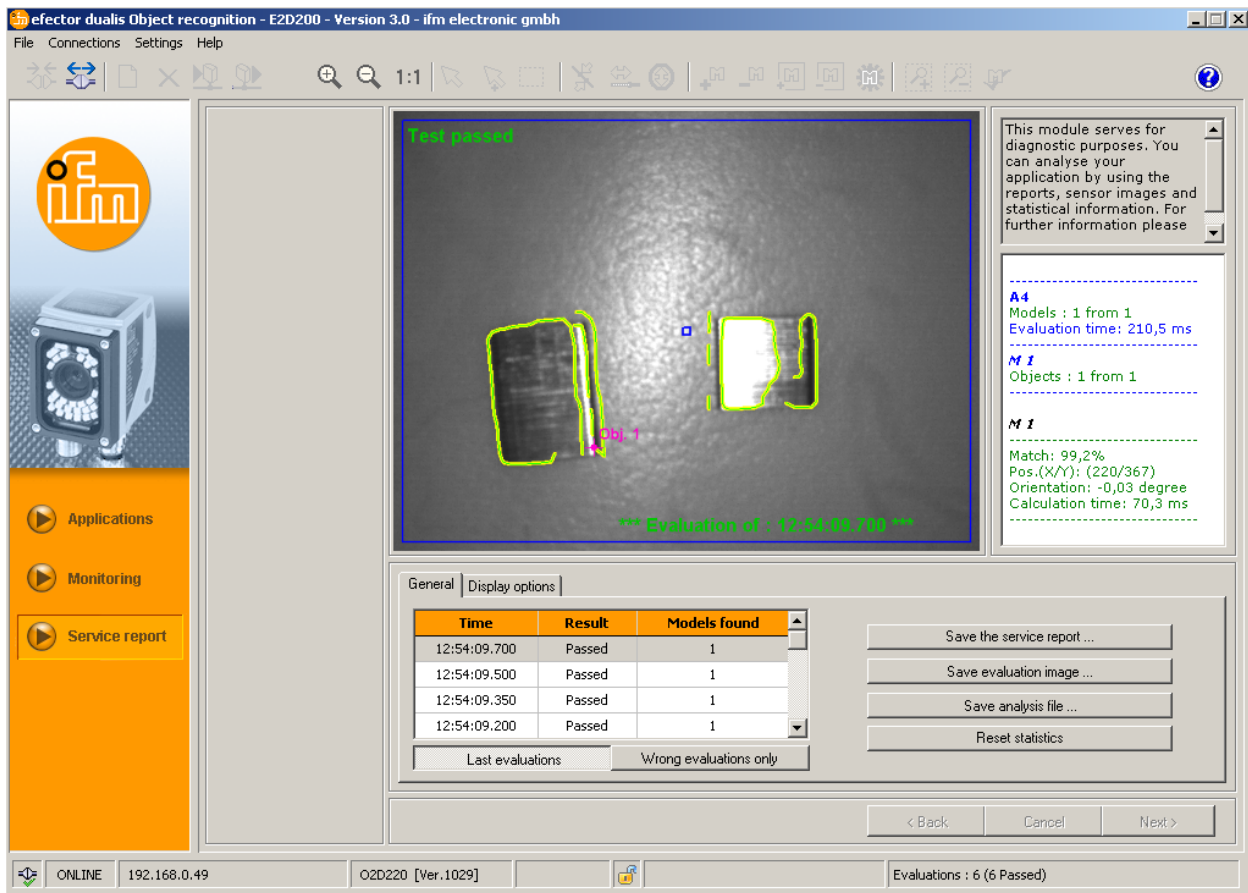 efector dualis Object recognition - E2D200 - Version 3.0 - ifm electronic gmbh
File Connections Settings Help
1:1
ifm
Applications
Monitoring
Service report
Test passed
Obj. 1
*** Evaluation of : 12:54:09.700 ***
This module serves for
diagnostic purposes. You
can analyse your
application by using the
reports, sensor images and
statistical information. For
further information please
A4
Models : 1 from 1
Evaluation time: 210,5 ms
M 1
Objects : 1 from 1
M 1
Match: 99,2%
Pos.(X/Y): (220/367)
Orientation: -0,03 degree
Calculation time: 70,3 ms
General Display options
Time Result Models found
12:54:09.700 Passed 1
12:54:09.500 Passed 1
12:54:09.350 Passed 1
12:54:09.200 Passed 1
Last evaluations Wrong evaluations only
Save the service report ...
Save evaluation image ...
Save analysis file ...
Reset statistics
< Back Cancel Next >
ONLINE 192.168.0.49 O2D220 [Ver.1029] Evaluations : 6 (6 Passed)